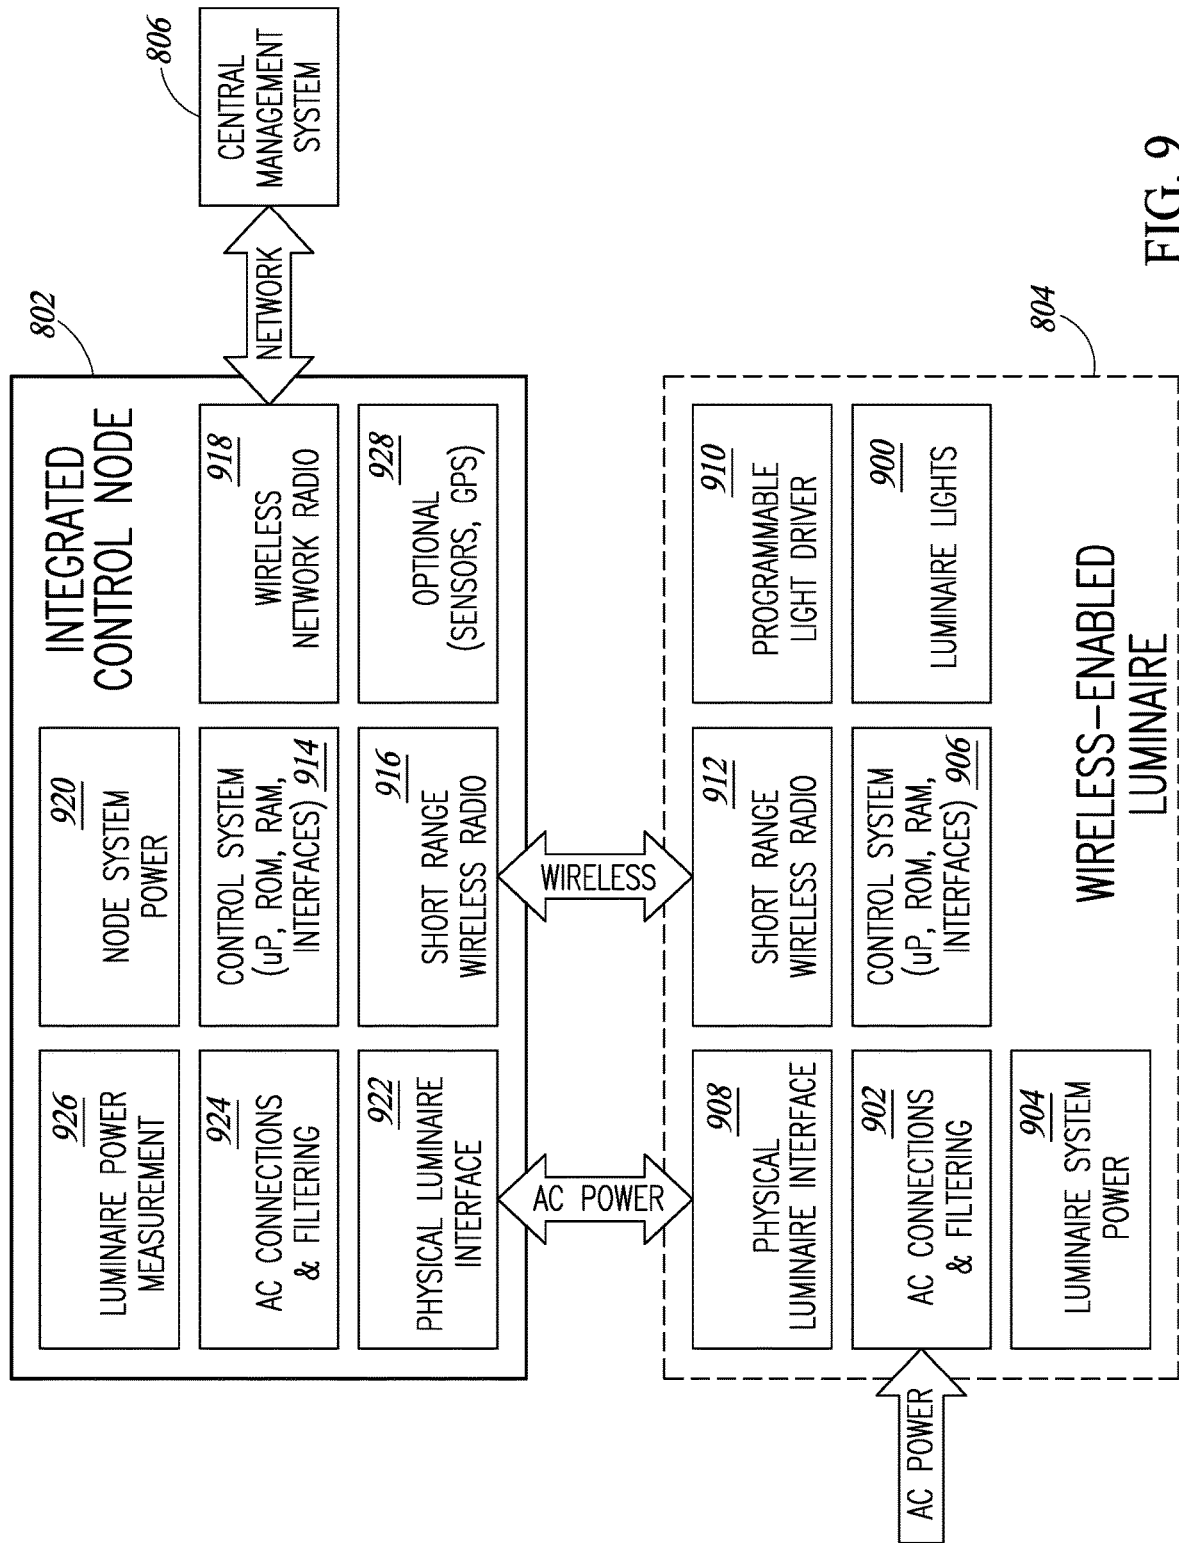 806
CENTRAL
MANAGEMENT
SYSTEM
NETWORK
802
INTEGRATED
CONTROL NODE
926
LUMINAIRE POWER
MEASUREMENT
920
NODE SYSTEM
POWER
924
AC CONNECTIONS
& FILTERING
CONTROL SYSTEM
(uP, ROM, RAM,
INTERFACES) 914
918
WIRELESS
NETWORK RADIO
922
PHYSICAL LUMINAIRE
INTERFACE
916
SHORT RANGE
WIRELESS RADIO
928
OPTIONAL
(SENSORS, GPS)
AC POWER
WIRELESS
804
908
PHYSICAL
LUMINAIRE INTERFACE
912
SHORT RANGE
WIRELESS RADIO
910
PROGRAMMABLE
LIGHT DRIVER
AC POWER
902
AC CONNECTIONS
& FILTERING
CONTROL SYSTEM
(uP, ROM, RAM,
INTERFACES) 906
900
LUMINAIRE LIGHTS
904
LUMINAIRE SYSTEM
POWER
WIRELESS-ENABLED
LUMINAIRE
FIG. 9